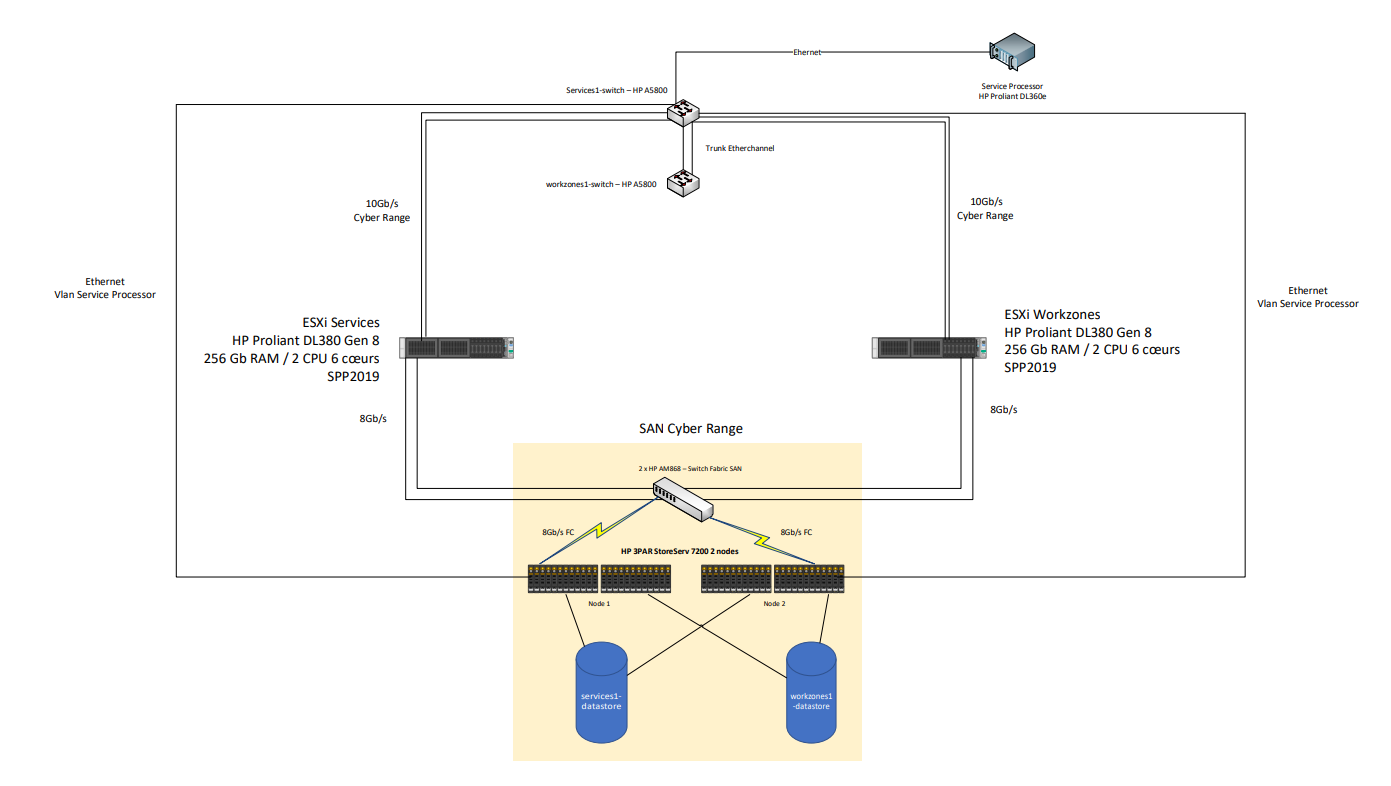 Ehernet
Service Processor
HP Proliant DL360e
Services1-switch – HP A5800
Trunk Etherchannel
workzones1-switch – HP A5800
10Gb/s
Cyber Range
10Gb/s
Cyber Range
Ethernet
Vlan Service Processor
Ethernet
Vlan Service Processor
ESXi Services
HP Proliant DL380 Gen 8
256 Gb RAM / 2 CPU 6 cœurs
SPP2019
ESXi Workzones
HP Proliant DL380 Gen 8
256 Gb RAM / 2 CPU 6 cœurs
SPP2019
8Gb/s
8Gb/s
SAN Cyber Range
2 x HP AM868 – Switch Fabric SAN
8Gb/s FC
8Gb/s FC
HP 3PAR StoreServ 7200 2 nodes
Node 1
Node 2
services1-
datastore
workzones1
-datastore